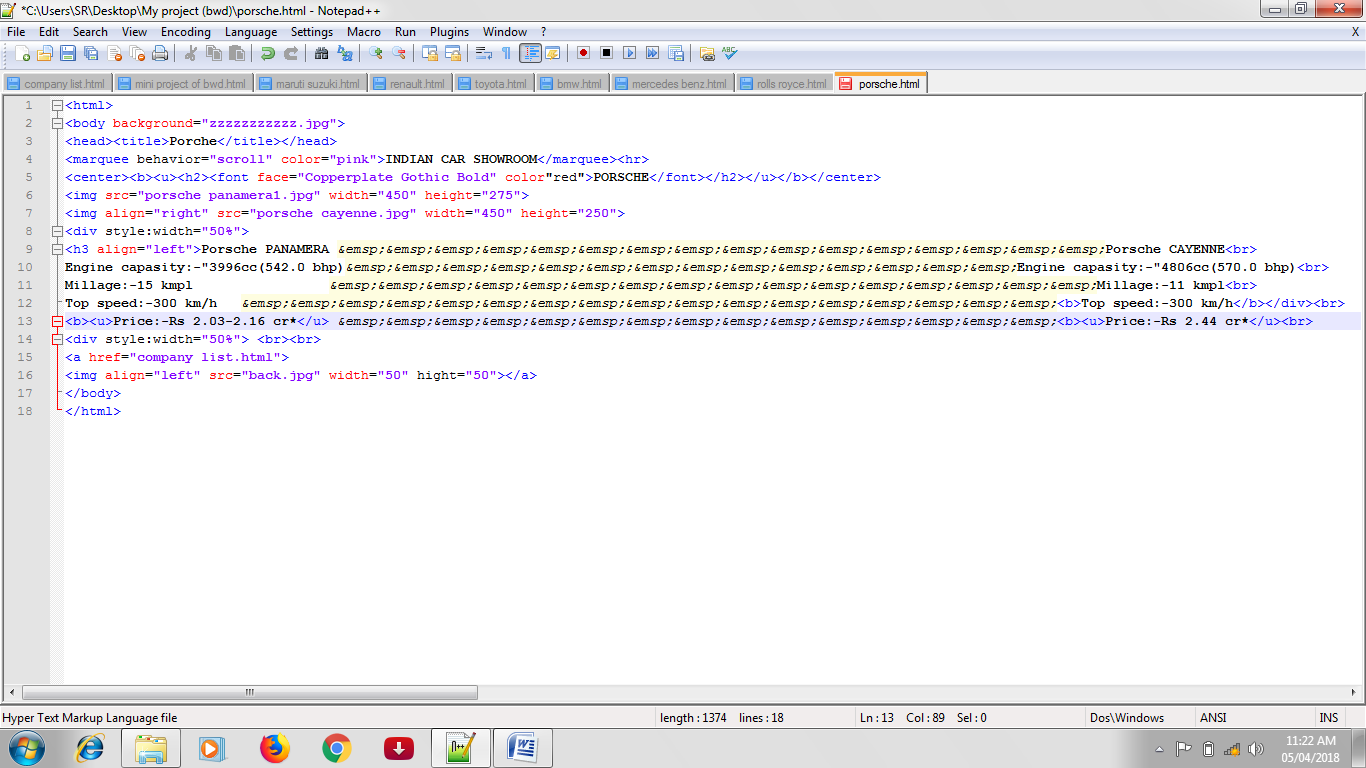 *C:\Users\SR\Desktop\My project (bwd)\porsche.html - Notepad++
File Edit Search View Encoding Language Settings Macro Run Plugins Window ? X
company list.html mini project of bwd.html maruti suzuki.html renault.html toyota.html bmw.html mercedes benz.html rolls royce.html porsche.html
1 <html>
2 <body background="zzzzzzzzzzz.jpg">
3 <head><title>Porche</title></head>
4 <marquee behavior="scroll" color="pink">INDIAN CAR SHOWROOM</marquee><hr>
5 <center><b><u><h2><font face="Copperplate Gothic Bold" color"red">PORSCHE</font></h2></u></b></center>
6 <img src="porsche panamera1.jpg" width="450" height="275">
7 <img align="right" src="porsche cayenne.jpg" width="450" height="250">
8 <div style:width="50%">
9 <h3 align="left">Porsche PANAMERA &emsp;&emsp;&emsp;&emsp;&emsp;&emsp;&emsp;&emsp;&emsp;&emsp;&emsp;&emsp;&emsp;&emsp;&emsp;&emsp;Porsche CAYENNE<br>
10 Engine capasity:-"3996cc(542.0 bhp)&emsp;&emsp;&emsp;&emsp;&emsp;&emsp;&emsp;&emsp;&emsp;&emsp;&emsp;&emsp;&emsp;&emsp;Engine capasity:-"4806cc(570.0 bhp)<br>
11 Millage:-15 kmpl &emsp;&emsp;&emsp;&emsp;&emsp;&emsp;&emsp;&emsp;&emsp;&emsp;&emsp;&emsp;&emsp;&emsp;&emsp;&emsp;Millage:-11 kmpl<br>
12 Top speed:-300 km/h &emsp;&emsp;&emsp;&emsp;&emsp;&emsp;&emsp;&emsp;&emsp;&emsp;&emsp;&emsp;&emsp;&emsp;&emsp;&emsp;&emsp;<b>Top speed:-300 km/h</b></div><br>
13 <b><u>Price:-Rs 2.03-2.16 cr*</u> &emsp;&emsp;&emsp;&emsp;&emsp;&emsp;&emsp;&emsp;&emsp;&emsp;&emsp;&emsp;&emsp;&emsp;&emsp;<b><u>Price:-Rs 2.44 cr*</u><br>
14 <div style:width="50%"> <br><br>
15 <a href="company list.html">
16 <img align="left" src="back.jpg" width="50" hight="50"></a>
17 </body>
18 </html>
Hyper Text Markup Language file length : 1374 lines : 18 Ln : 13 Col : 89 Sel : 0 Dos\Windows ANSI INS
11:22 AM
05/04/2018